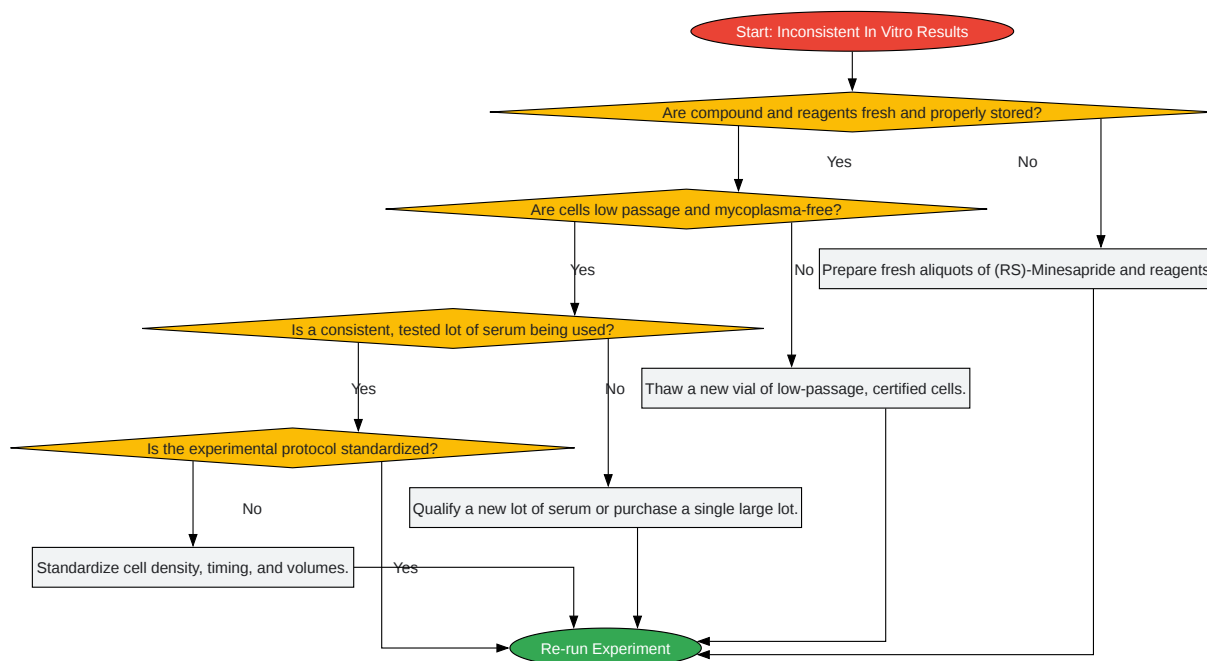 Start: Inconsistent In Vitro Results
Are compound and reagents fresh and properly stored?
Yes
No
Are cells low passage and mycoplasma-free?
Yes
No
Prepare fresh aliquots of (RS)-Minesapride and reagents
Is a consistent, tested lot of serum being used?
Yes
No
Thaw a new vial of low-passage, certified cells.
Is the experimental protocol standardized?
No
Qualify a new lot of serum or purchase a single large lot.
Standardize cell density, timing, and volumes.
Yes
Re-run Experiment